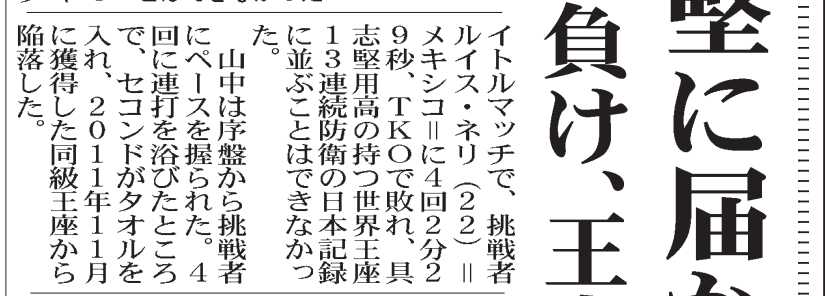 堅に届か
負け、王
イトルマッチで、挑戦者
ルイス・ネリ(22)=
メキシコ=に4回2分2
9秒、TKOで敗れ、具
志堅用高の持つ世界王座
13連続防衛の日本記録
に並ぶことはできなかっ
た。
山中は序盤から挑戦者
にペースを握られた。4
回に連打を浴びたところ
で、セコンドがタオルを
入れ、2011年11月
に獲得した同級王座から
陥落した。